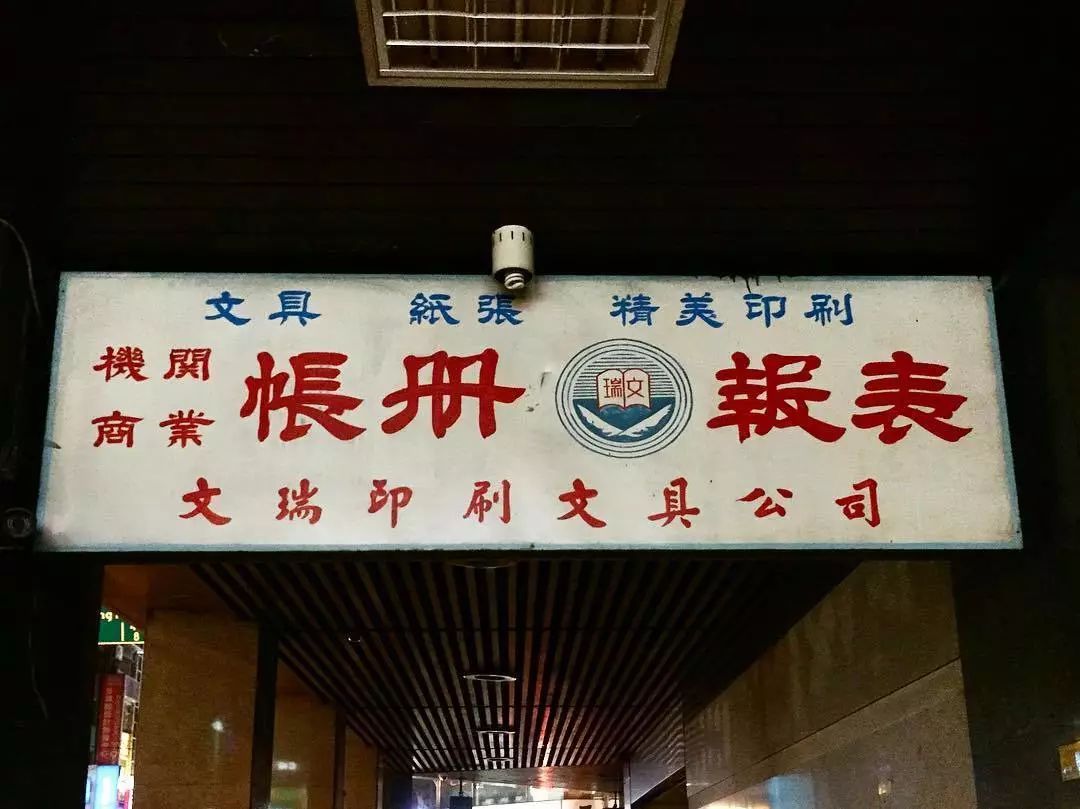 文具 紙張 精美印刷
機關
商業
帳冊 報表
瑞文
文瑞印刷文具公司